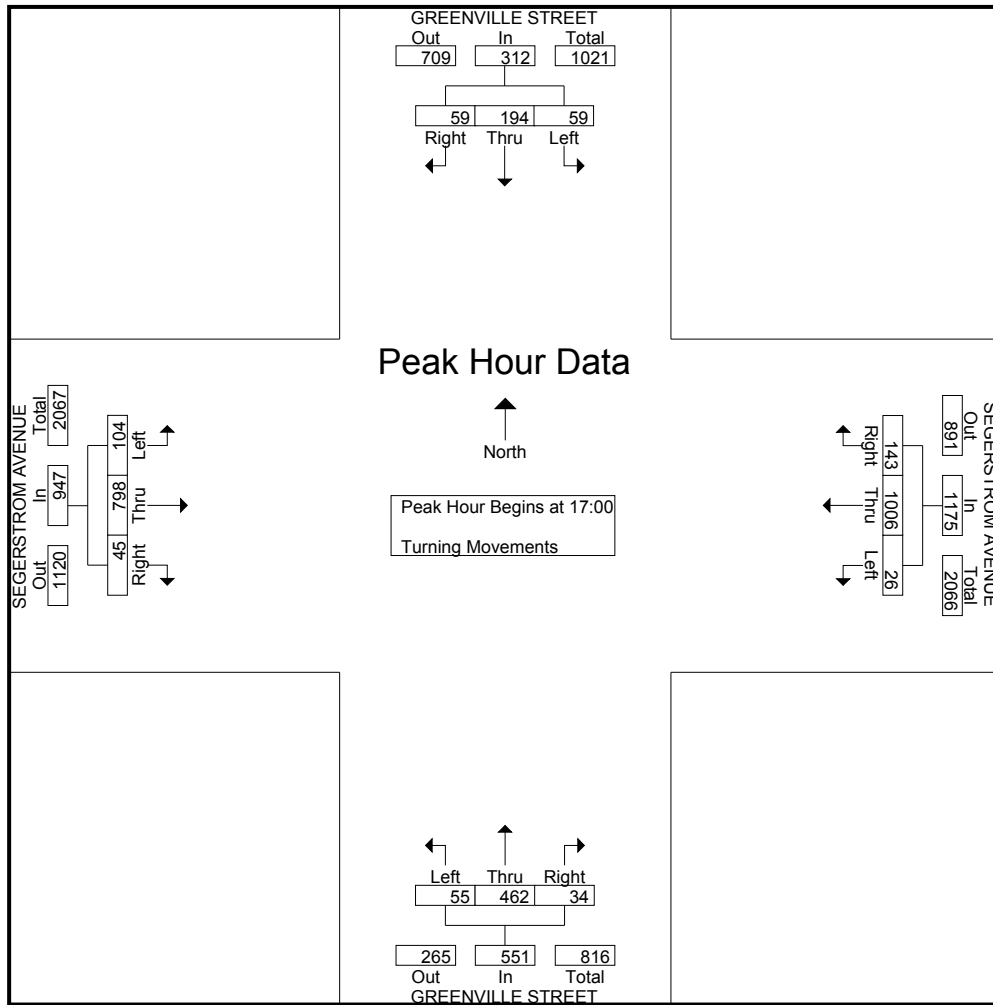 GREENVILLE STREET
Out In Total
709 312 1021
59 194 59
Right Thru Left
Peak Hour Data
North
Peak Hour Begins at 17:00
Turning Movements
SEGERSTROM AVENUE
Total In Out
2067 947 1120
104 798 45
Left Thru Right
SEGERSTROM AVENUE
Out In Total
891 1175 2066
143 1006 26
Right Thru Left
Left Thru Right
55 462 34
265 551 816
Out In Total
GREENVILLE STREET